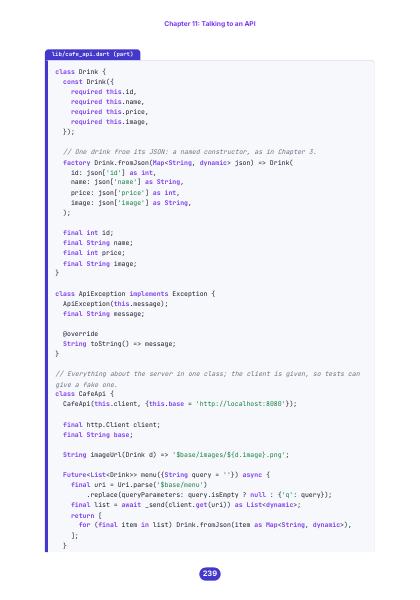 Chapter 11: Talking to an API
lib/cafe_api.dart (part)
class Drink {
  const Drink({
    required this.id,
    required this.name,
    required this.price,
    required this.image,
  });

  // One drink from its JSON: a named constructor, as in Chapter 3.
  factory Drink.fromJson(Map<String, dynamic> json) => Drink(
    id: json['id'] as int,
    name: json['name'] as String,
    price: json['price'] as int,
    image: json['image'] as String,
  );

  final int id;
  final String name;
  final int price;
  final String image;
}

class ApiException implements Exception {
  ApiException(this.message);
  final String message;

  @override
  String toString() => message;
}

// Everything about the server in one class; the client is given, so tests can
give a fake one.
class CafeApi {
  CafeApi(this.client, {this.base = 'http://localhost:8080'});

  final http.Client client;
  final String base;

  String imageUrl(Drink d) => '$base/images/${d.image}.png';

  Future<List<Drink>> menu({String query = ''}) async {
    final uri = Uri.parse('$base/menu')
        .replace(queryParameters: query.isEmpty ? null : {'q': query});
    final list = await _send(client.get(uri)) as List<dynamic>;
    return [
      for (final item in list) Drink.fromJson(item as Map<String, dynamic>),
    ];
  }
239